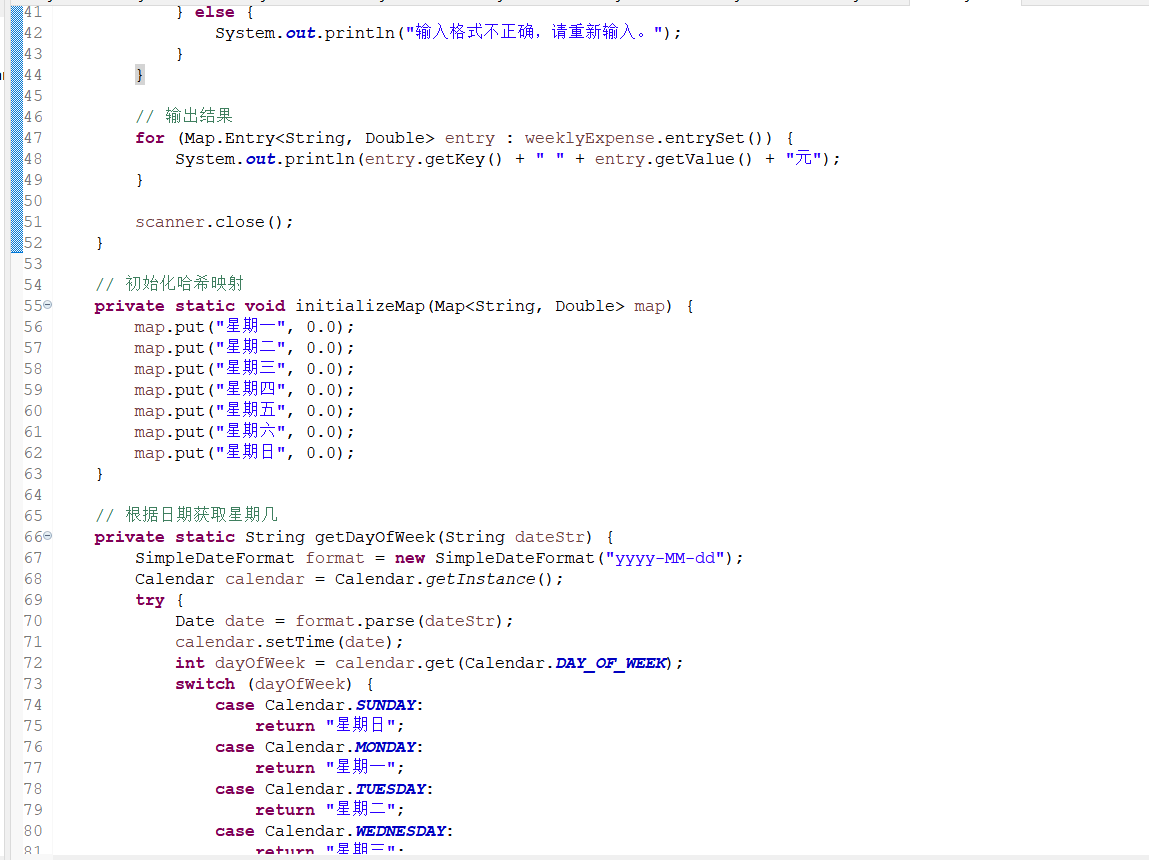 41 } else {
42 System.out.println("输入格式不正确，请重新输入。");
43 }
44 }
45
46 // 输出结果
47 for (Map.Entry<String, Double> entry : weeklyExpense.entrySet()) {
48 System.out.println(entry.getKey() + " " + entry.getValue() + "元");
49 }
50
51 scanner.close();
52 }
53
54 // 初始化哈希映射
55 private static void initializeMap(Map<String, Double> map) {
56 map.put("星期一", 0.0);
57 map.put("星期二", 0.0);
58 map.put("星期三", 0.0);
59 map.put("星期四", 0.0);
60 map.put("星期五", 0.0);
61 map.put("星期六", 0.0);
62 map.put("星期日", 0.0);
63 }
64
65 // 根据日期获取星期几
66 private static String getDayOfWeek(String dateStr) {
67 SimpleDateFormat format = new SimpleDateFormat("yyyy-MM-dd");
68 Calendar calendar = Calendar.getInstance();
69 try {
70 Date date = format.parse(dateStr);
71 calendar.setTime(date);
72 int dayOfWeek = calendar.get(Calendar.DAY_OF_WEEK);
73 switch (dayOfWeek) {
74 case Calendar.SUNDAY:
75 return "星期日";
76 case Calendar.MONDAY:
77 return "星期一";
78 case Calendar.TUESDAY:
79 return "星期二";
80 case Calendar.WEDNESDAY:
81 return "星期三";